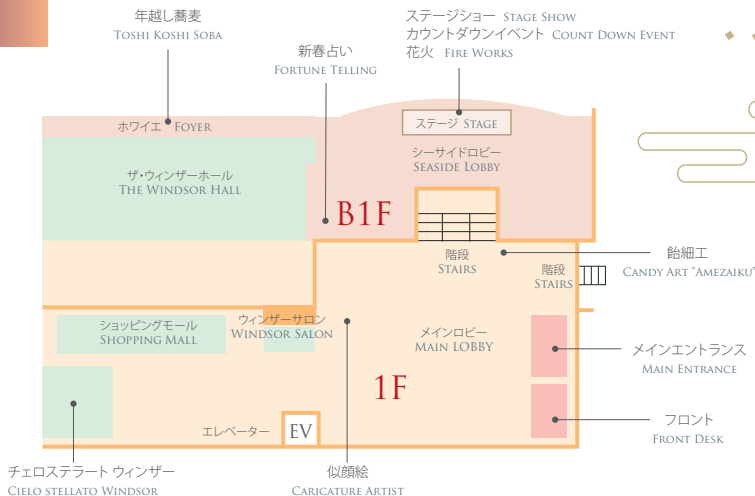 年越し蕎麦
TOSHI KOSHI SOBA
新春占い
FORTUNE TELLING
ステージショー STAGE SHOW
カウントダウンイベント COUNT DOWN EVENT
花火 FIRE WORKS
ホワイエ FOYER
ステージ STAGE
シーサイドロビー
SEASIDE LOBBY
ザ・ウィンザーホール
THE WINDSOR HALL
B1F
階段
STAIRS
飴細工
CANDY ART "AMEZAIKU"
階段
STAIRS
ショッピングモール
SHOPPING MALL
ウィンザーサロン
WINDSOR SALON
メインロビー
MAIN LOBBY
メインエントランス
MAIN ENTRANCE
1F
エレベーター
EV
フロント
FRONT DESK
チェロステラート ウィンザー
CIELO STELLATO WINDSOR
似顔絵
CARICATURE ARTIST